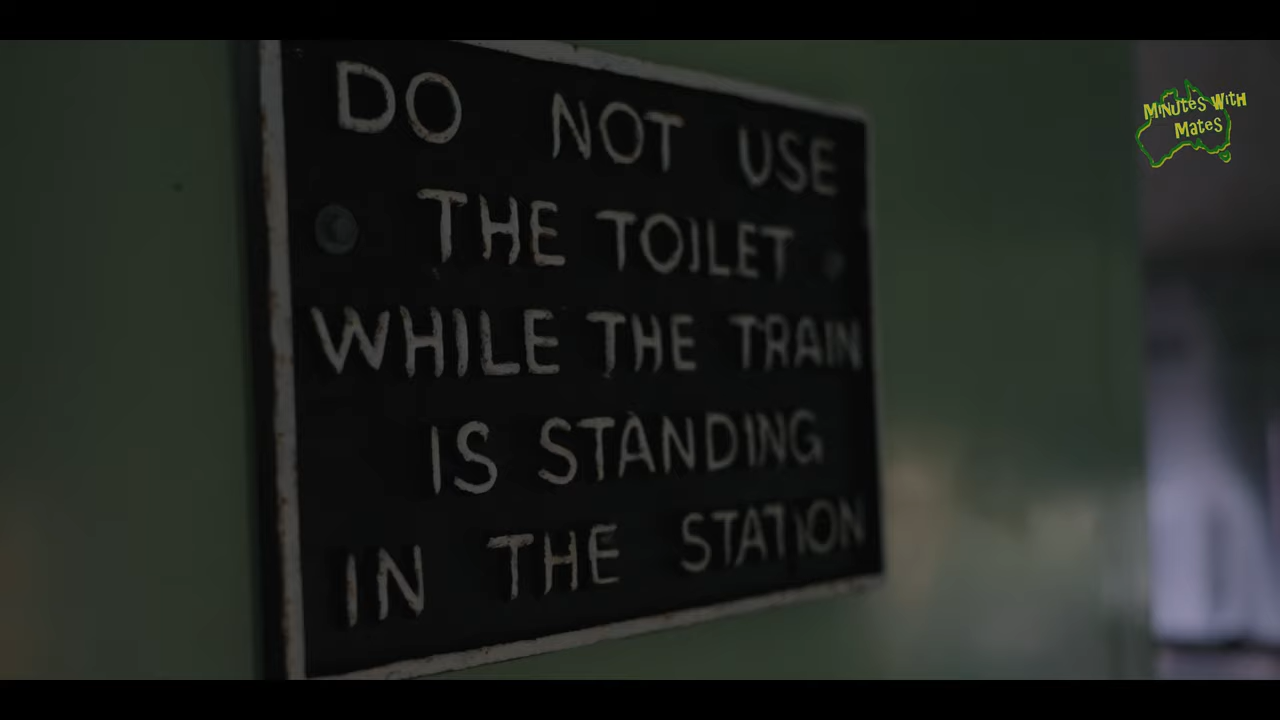 DO NOT USE
THE TOILET
WHILE THE TRAIN
IS STANDING
IN THE STATION
MINUTES WITH
MATES